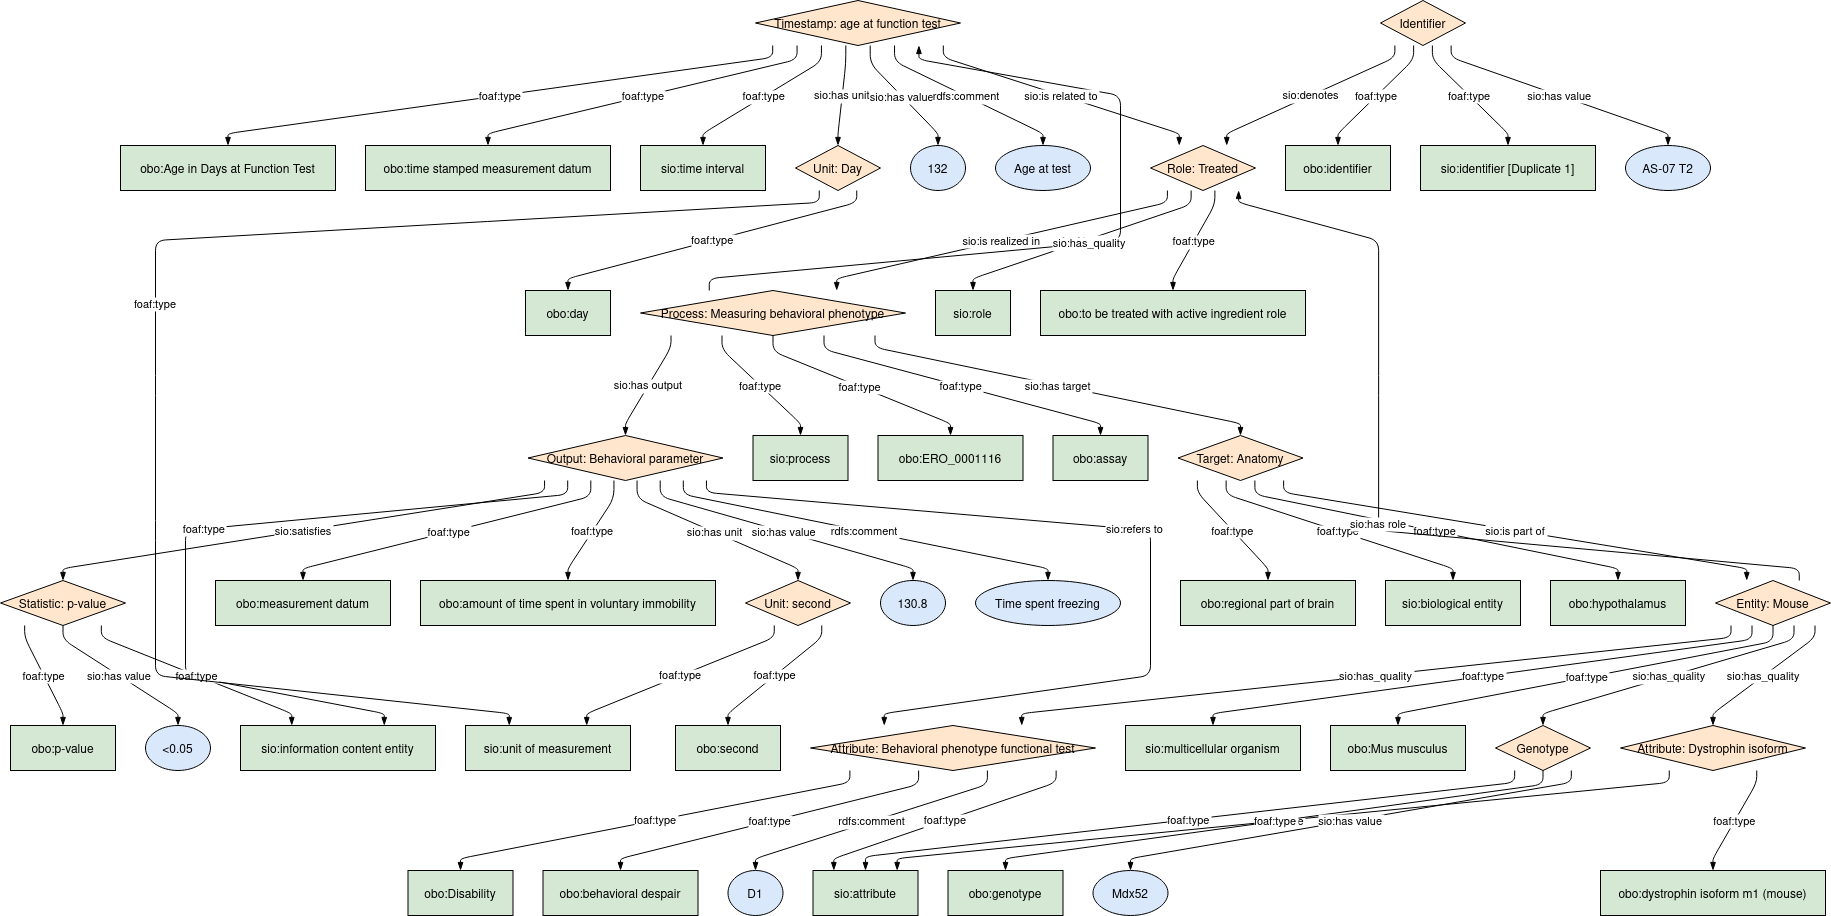 Timestamp: age at function test
Identifier
foaf:type
foaf:type
foaf:type
sio:has unit
sio:has value
rdfs:comment
sio:is related to
sio:denotes
foaf:type
foaf:type
sio:has value
obo:Age in Days at Function Test
obo:time stamped measurement datum
sio:time interval
Unit: Day
132
Age at test
Role: Treated
obo:identifier
sio:identifier [Duplicate 1]
AS-07 T2
foaf:type
sio:is realized in
sio:has_quality
foaf:type
foaf:type
obo:day
Process: Measuring behavioral phenotype
sio:role
obo:to be treated with active ingredient role
sio:has output
foaf:type
foaf:type
foaf:type
sio:has target
Output: Behavioral parameter
sio:process
obo:ERO_0001116
obo:assay
Target: Anatomy
foaf:type
sio:satisfies
foaf:type
foaf:type
sio:has unit
sio:has value
rdfs:comment
sio:refers to
foaf:type
foaf:type
sio:has role
foaf:type
sio:is part of
Statistic: p-value
obo:measurement datum
obo:amount of time spent in voluntary immobility
Unit: second
130.8
Time spent freezing
obo:regional part of brain
sio:biological entity
obo:hypothalamus
Entity: Mouse
foaf:type
sio:has value
foaf:type
foaf:type
foaf:type
sio:has_quality
foaf:type
foaf:type
sio:has_quality
sio:has_quality
obo:p-value
<0.05
sio:information content entity
sio:unit of measurement
obo:second
Attribute: Behavioral phenotype functional test
sio:multicellular organism
obo:Mus musculus
Genotype
Attribute: Dystrophin isoform
foaf:type
foaf:type
rdfs:comment
foaf:type
foaf:type
foaf:type
sio:has value
foaf:type
obo:Disability
obo:behavioral despair
D1
sio:attribute
obo:genotype
Mdx52
obo:dystrophin isoform m1 (mouse)